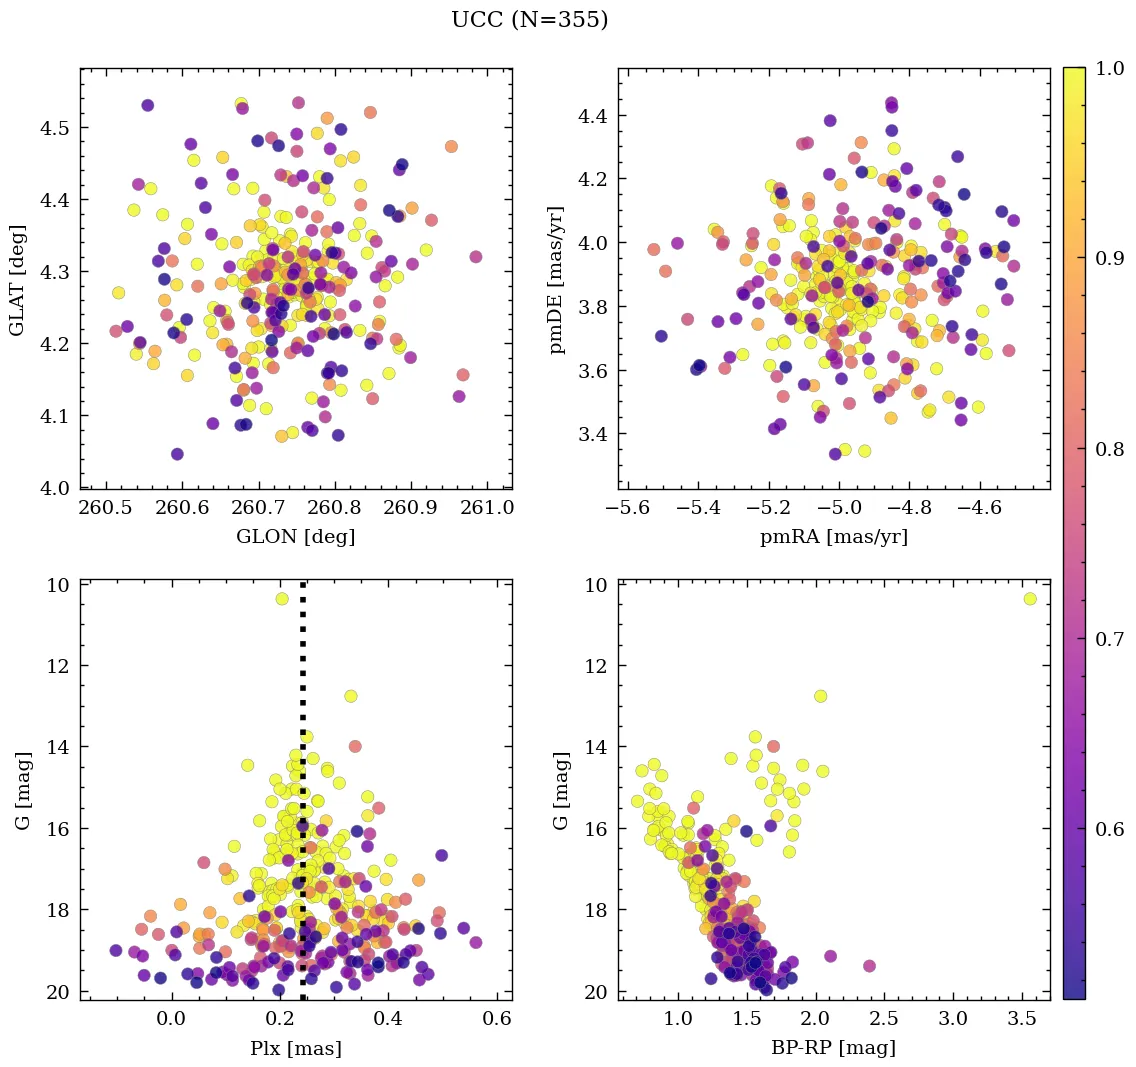 UCC (N=355)
4.5
4.4
4.3
4.2
4.1
4.0
GLAT [deg]
260.5 260.6 260.7 260.8 260.9 261.0
GLON [deg]
4.4
4.2
4.0
3.8
3.6
3.4
pmDE [mas/yr]
−5.6 −5.4 −5.2 −5.0 −4.8 −4.6
pmRA [mas/yr]
1.0
0.9
0.8
0.7
0.6
10
12
14
16
18
20
G [mag]
0.0 0.2 0.4 0.6
Plx [mas]
10
12
14
16
18
20
G [mag]
1.0 1.5 2.0 2.5 3.0 3.5
BP-RP [mag]